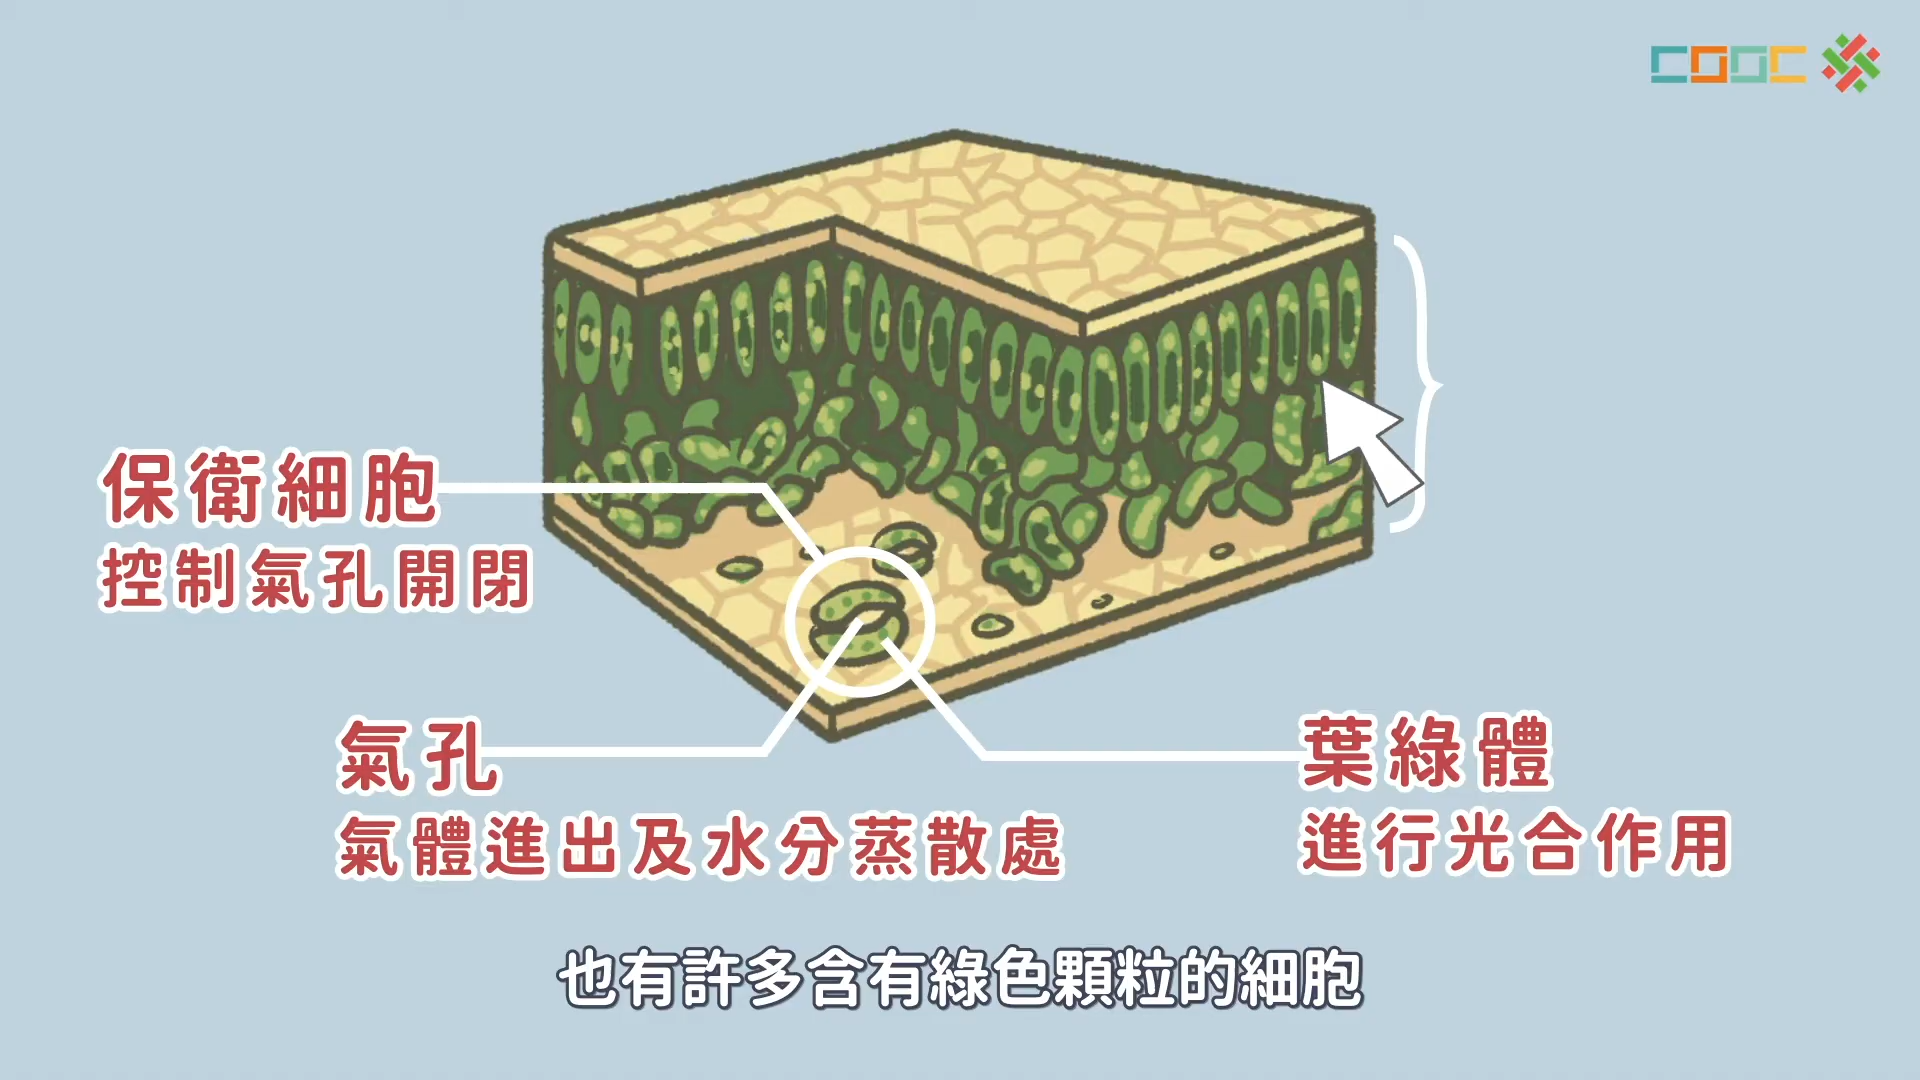 COOC
保衛細胞
控制氣孔開閉
氣孔
氣體進出及水分蒸散處
葉綠體
進行光合作用
也有許多含有綠色顆粒的細胞